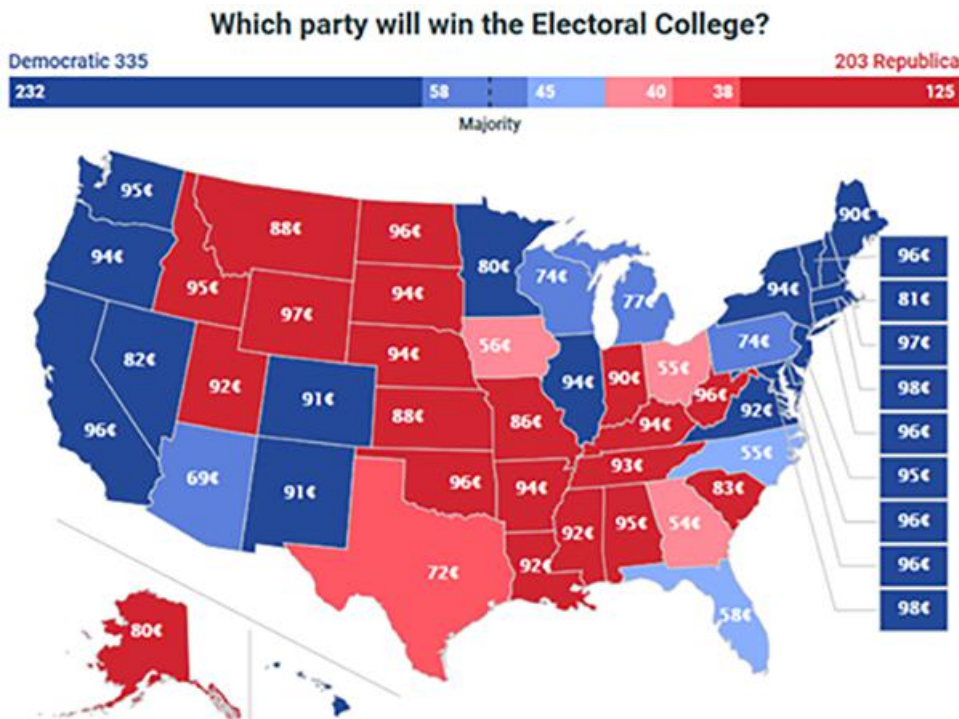 Which party will win the Electoral College?
Democratic 335 203 Republica
232 58 45 40 38 125
Majority
95¢ 88¢ 96¢ 90¢
94¢ 80¢ 74¢ 96¢
95¢ 94¢ 77¢ 94¢ 81¢
97¢
82¢ 94¢ 56¢ 74¢ 97¢
92¢ 91¢ 94¢ 90¢ 55¢ 96¢ 98¢
96¢ 88¢ 86¢ 94¢ 92¢ 96¢
69¢ 91¢ 96¢ 94¢ 93¢ 55¢ 95¢
83¢
92¢ 95¢ 54¢ 96¢
72¢ 92¢ 96¢
80¢ 58¢ 98¢